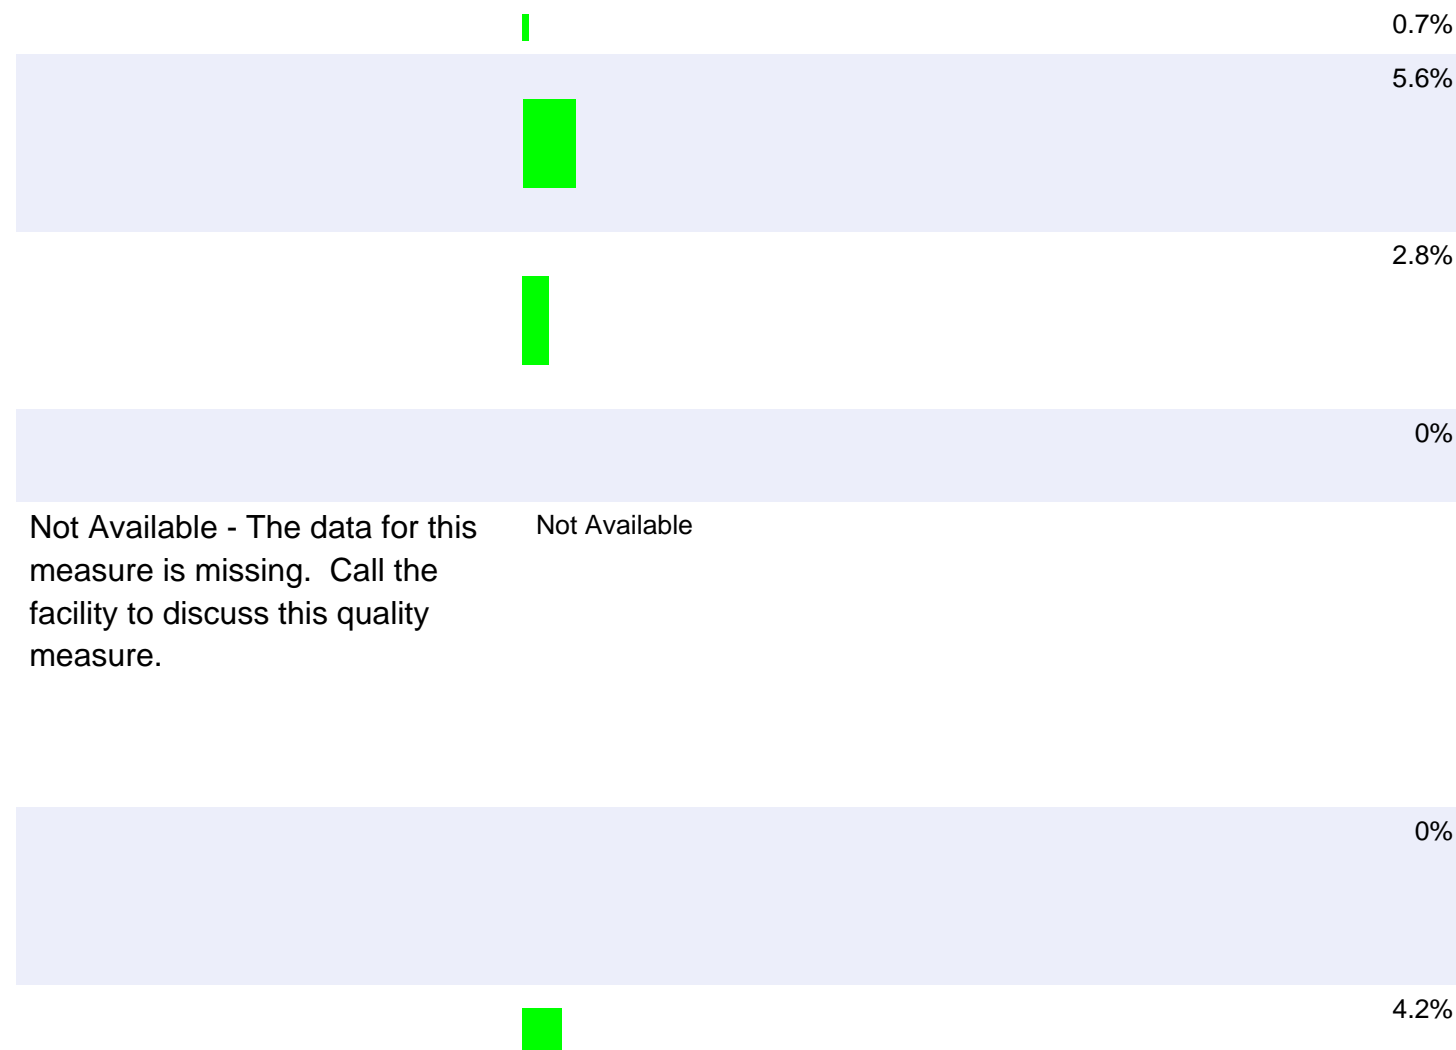 0.7%
5.6%
2.8%
0%
Not Available - The data for this
measure is missing.  Call the
facility to discuss this quality
measure.
Not Available
0%
4.2%